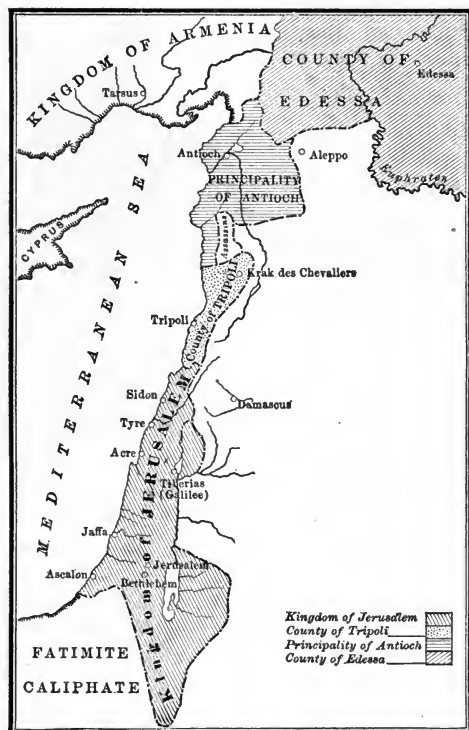 KINGDOM OF ARMENIA
COUNTY OF
EDESSA
Edessa
Tarsus
Antioch
Aleppo
Euphrates
PRINCIPALITY
OF ANTIOCH
CYPRUS
MEDITERRANEAN SEA
Assassins
Krak des Chevaliers
County of TRIPOLI
Tripoli
Sidon
Damascus
Tyre
Acre
Tiberias
(Galilee)
Kingdom of JERUSALEM
Jaffa
Jerusalem
Ascalon
Bethlehem
FATIMITE
CALIPHATE
Kingdom of Jerusalem
County of Tripoli
Principality of Antioch
County of Edessa